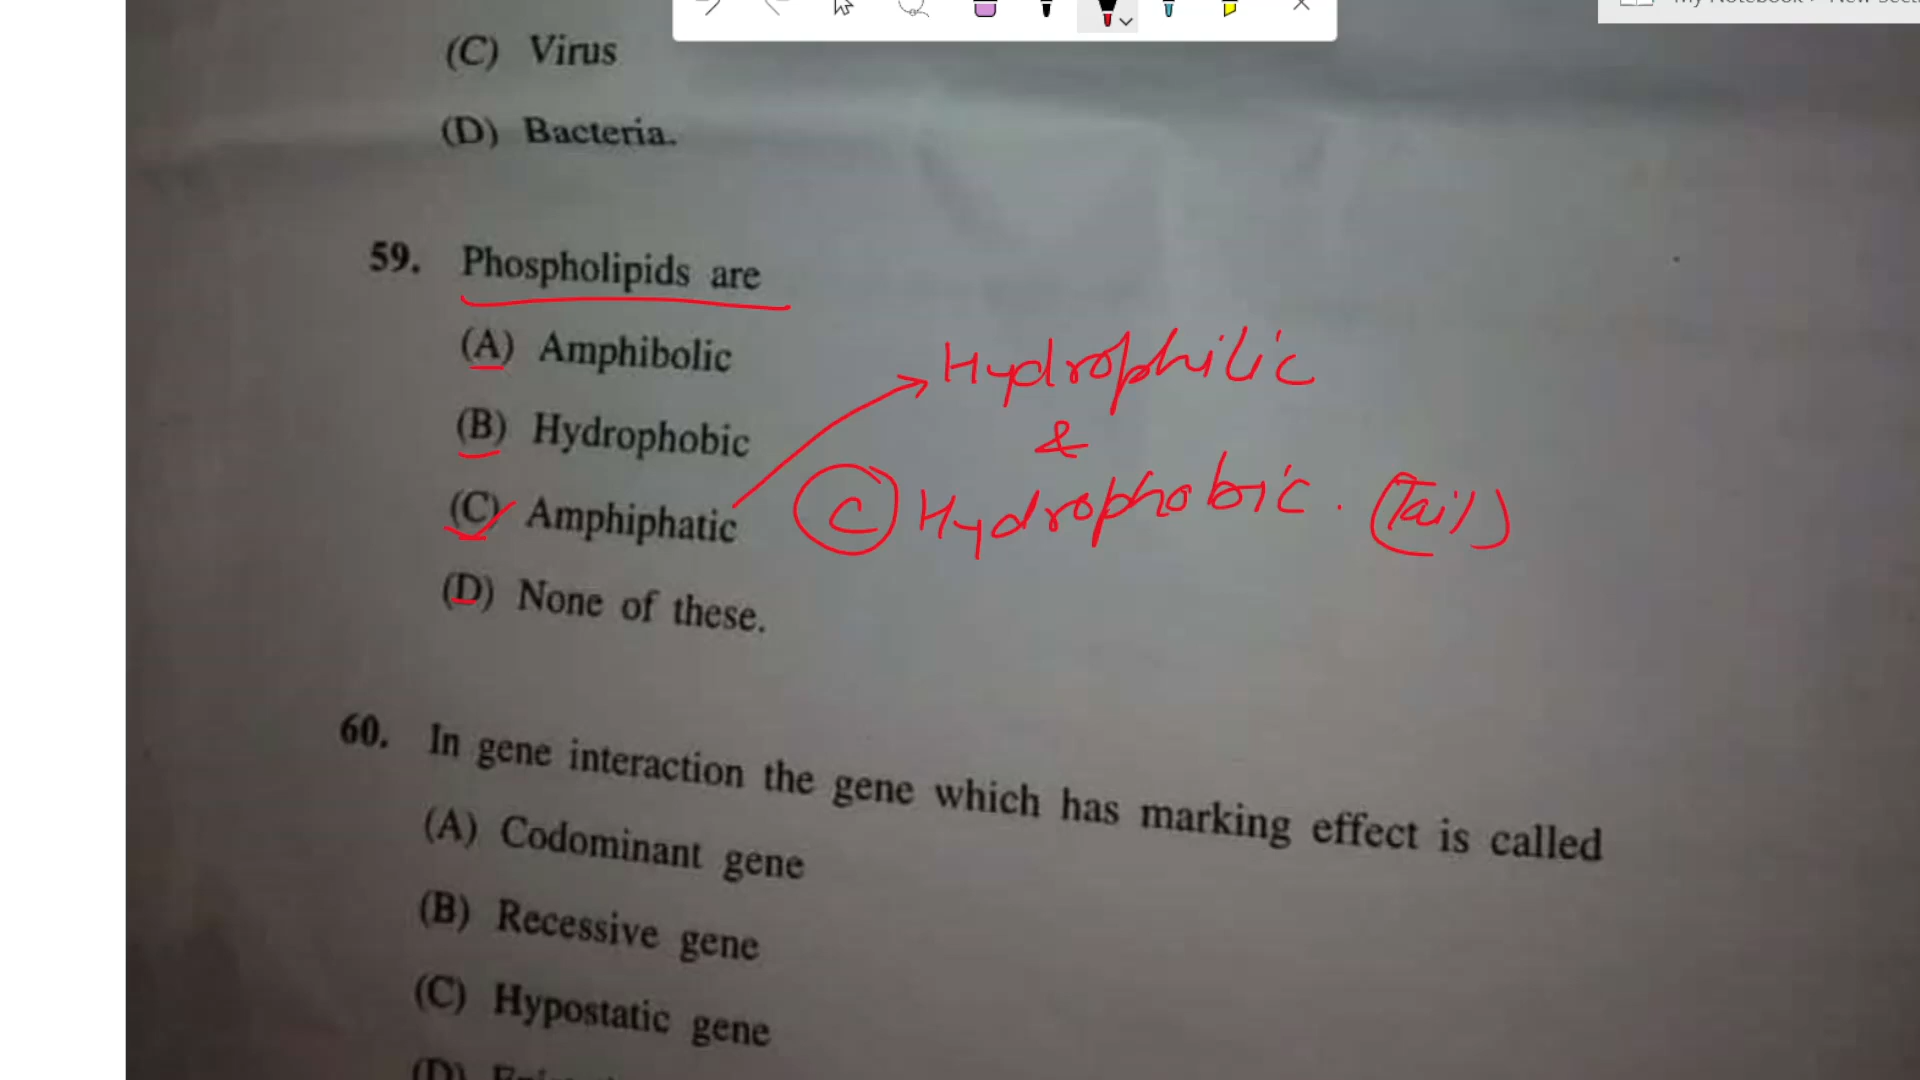 (C) Virus
(D) Bacteria.
59. Phospholipids are
(A) Amphibolic
(B) Hydrophobic
(C) Amphiphatic
(D) None of these.
Hydrophilic
&
C Hydrophobic. (Tail)
60. In gene interaction the gene which has marking effect is called
(A) Codominant gene
(B) Recessive gene
(C) Hypostatic gene
(D)